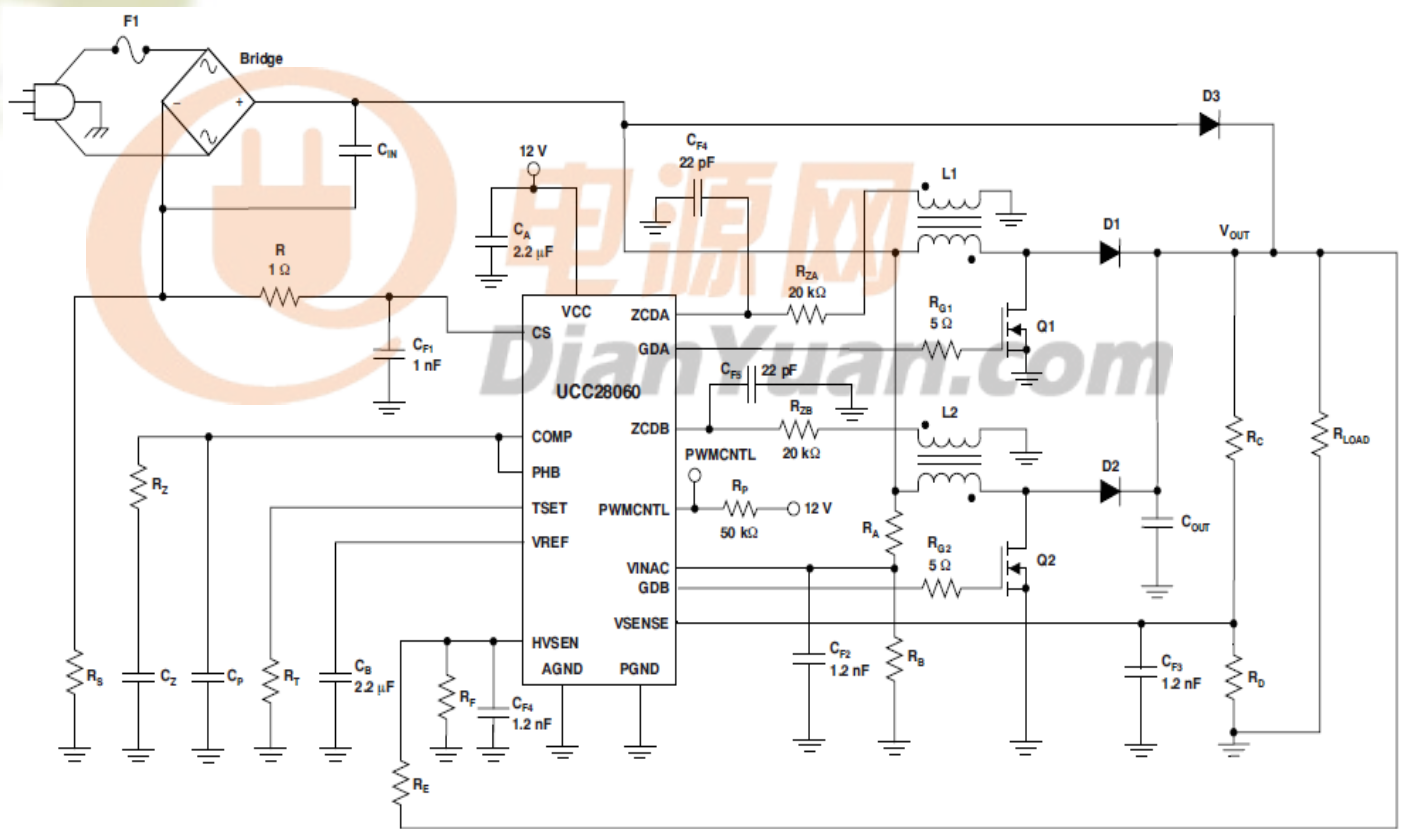 F1
Bridge
~
− +
~
C_IN
D3
12 V
C_F4
22 pF
L1
C_A
2.2 µF
电源网
D1
V_OUT
R
1 Ω
R_ZA
20 kΩ
VCC
ZCDA
R_G1
5 Ω
Q1
CS
GDA
C_F1
1 nF
DianYuan.com
UCC28060
C_F5
22 pF
R_ZB
20 kΩ
L2
ZCDB
COMP
PHB
R_C
R_LOAD
PWMCNTL
D2
R_Z
TSET
PWMCNTL
R_P
50 kΩ
12 V
R_A
C_OUT
VREF
R_G2
5 Ω
Q2
VINAC
GDB
VSENSE
HVSEN
AGND
PGND
R_S
C_Z
C_P
R_T
C_B
2.2 µF
R_F
C_F4
1.2 nF
C_F2
1.2 nF
R_B
C_F3
1.2 nF
R_D
R_E